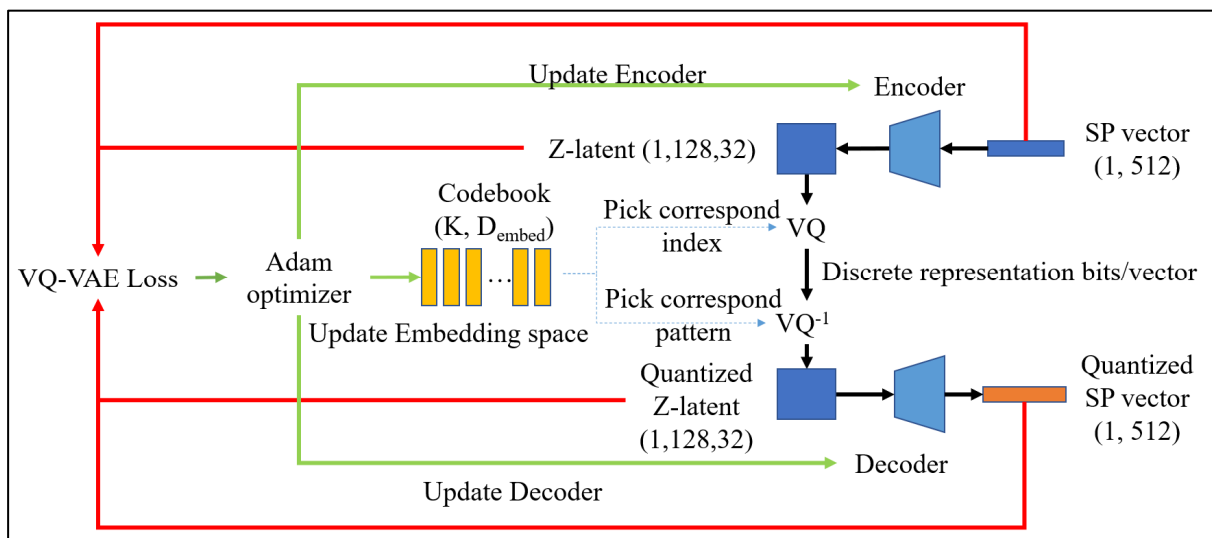 Update Encoder
Encoder
Z-latent (1,128,32)
SP vector
(1, 512)
Codebook
(K, D_embed)
Pick correspond
index
VQ
VQ-VAE Loss
Adam
optimizer
...
Discrete representation bits/vector
Update Embedding space
Pick correspond
pattern
VQ⁻¹
Quantized
Z-latent
(1,128,32)
Quantized
SP vector
(1, 512)
Decoder
Update Decoder